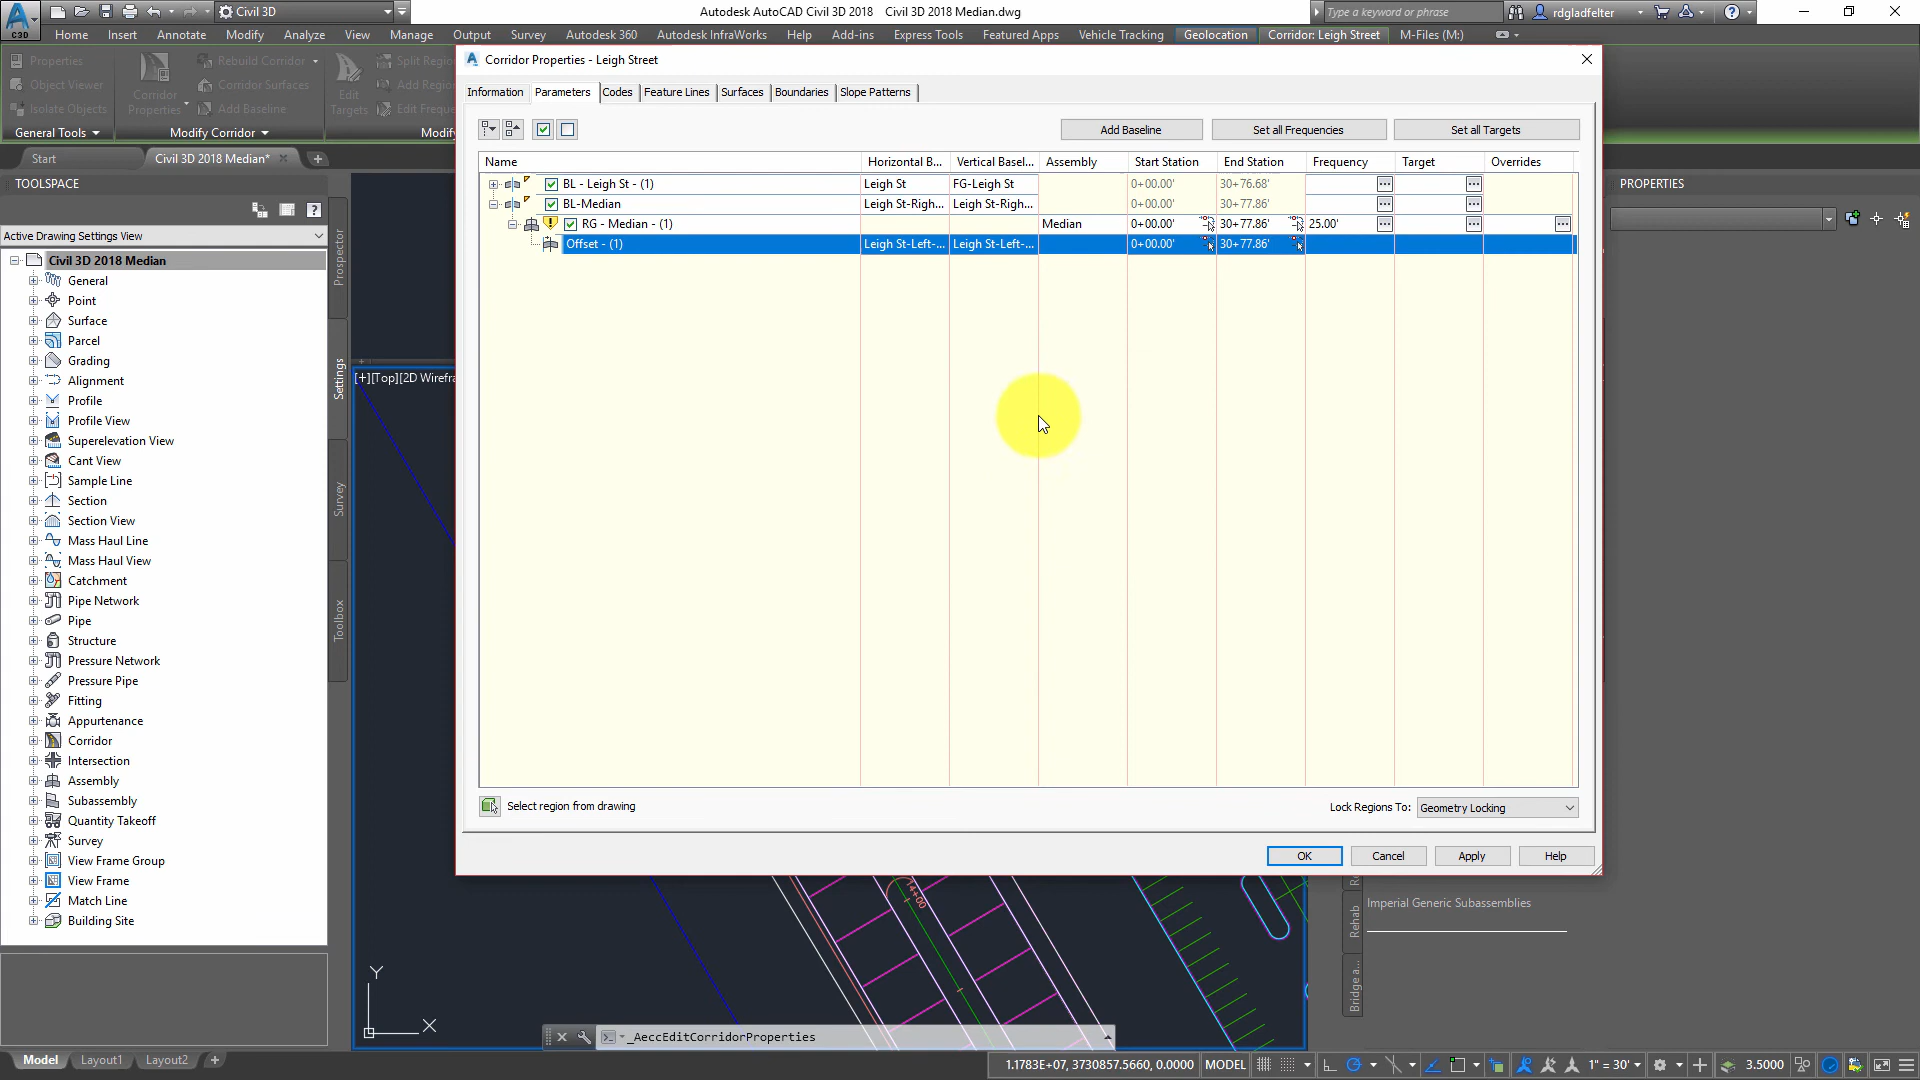 Civil 3D
Autodesk AutoCAD Civil 3D 2018 Civil 3D 2018 Median.dwg
Type a keyword or phrase
rdgladfelter
C3D
Home Insert Annotate Modify Analyze View Manage Output Survey Autodesk 360 Autodesk InfraWorks Help Add-ins Express Tools Featured Apps Vehicle Tracking Geolocation Corridor: Leigh Street M-Files (M:)
Properties
Object Viewer
Isolate Objects
General Tools
Corridor
Properties
Rebuild Corridor
Corridor Surfaces
Add Baseline
Modify Corridor
Edit
Targets
Split Regio
Add Re
Edit Freque
Modif
Start
Civil 3D 2018 Median*
TOOLSPACE
Active Drawing Settings View
Civil 3D 2018 Median
General
Point
Surface
Parcel
Grading
Alignment
Profile
Profile View
Superelevation View
Cant View
Sample Line
Section
Section View
Mass Haul Line
Mass Haul View
Catchment
Pipe Network
Pipe
Structure
Pressure Network
Pressure Pipe
Fitting
Appurtenance
Corridor
Intersection
Assembly
Subassembly
Quantity Takeoff
Survey
View Frame Group
View Frame
Match Line
Building Site
Prospector
Settings
Survey
Toolbox
[+][Top][2D Wirefra
Corridor Properties - Leigh Street
Information Parameters Codes Feature Lines Surfaces Boundaries Slope Patterns
Add Baseline Set all Frequencies Set all Targets
Name Horizontal B... Vertical Basel... Assembly Start Station End Station Frequency Target Overrides
BL - Leigh St - (1) Leigh St FG-Leigh St 0+00.00' 30+76.68'
BL-Median Leigh St-Righ... Leigh St-Righ... 0+00.00' 30+77.86'
RG - Median - (1) Median 0+00.00' 30+77.86' 25.00'
Offset - (1) Leigh St-Left-... Leigh St-Left-... 0+00.00' 30+77.86'
Select region from drawing
Lock Regions To: Geometry Locking
OK Cancel Apply Help
PROPERTIES
Imperial Generic Subassemblies
Rehab
Bridge a...
14+00
Y
X
_AeccEditCorridorProperties
Model Layout1 Layout2
1.1783E+07, 3730857.5660, 0.0000 MODEL
1" = 30'
3.5000